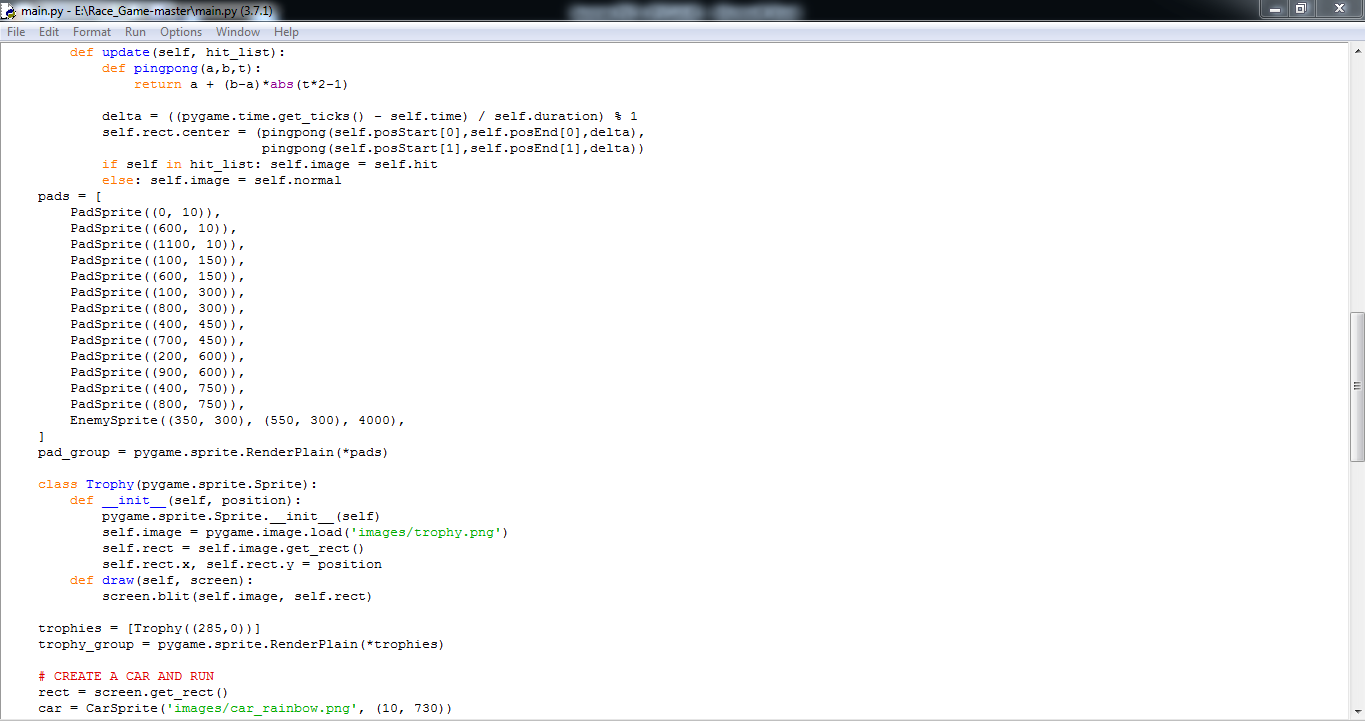 main.py - E:\Race_Game-master\main.py (3.7.1)
File Edit Format Run Options Window Help
    def update(self, hit_list):
        def pingpong(a,b,t):
            return a + (b-a)*abs(t*2-1)

        delta = ((pygame.time.get_ticks() - self.time) / self.duration) % 1
        self.rect.center = (pingpong(self.posStart[0],self.posEnd[0],delta),
                            pingpong(self.posStart[1],self.posEnd[1],delta))
        if self in hit_list: self.image = self.hit
        else: self.image = self.normal
pads = [
    PadSprite((0, 10)),
    PadSprite((600, 10)),
    PadSprite((1100, 10)),
    PadSprite((100, 150)),
    PadSprite((600, 150)),
    PadSprite((100, 300)),
    PadSprite((800, 300)),
    PadSprite((400, 450)),
    PadSprite((700, 450)),
    PadSprite((200, 600)),
    PadSprite((900, 600)),
    PadSprite((400, 750)),
    PadSprite((800, 750)),
    EnemySprite((350, 300), (550, 300), 4000),
]
pad_group = pygame.sprite.RenderPlain(*pads)

class Trophy(pygame.sprite.Sprite):
    def __init__(self, position):
        pygame.sprite.Sprite.__init__(self)
        self.image = pygame.image.load('images/trophy.png')
        self.rect = self.image.get_rect()
        self.rect.x, self.rect.y = position
    def draw(self, screen):
        screen.blit(self.image, self.rect)

trophies = [Trophy((285,0))]
trophy_group = pygame.sprite.RenderPlain(*trophies)

# CREATE A CAR AND RUN
rect = screen.get_rect()
car = CarSprite('images/car_rainbow.png', (10, 730))